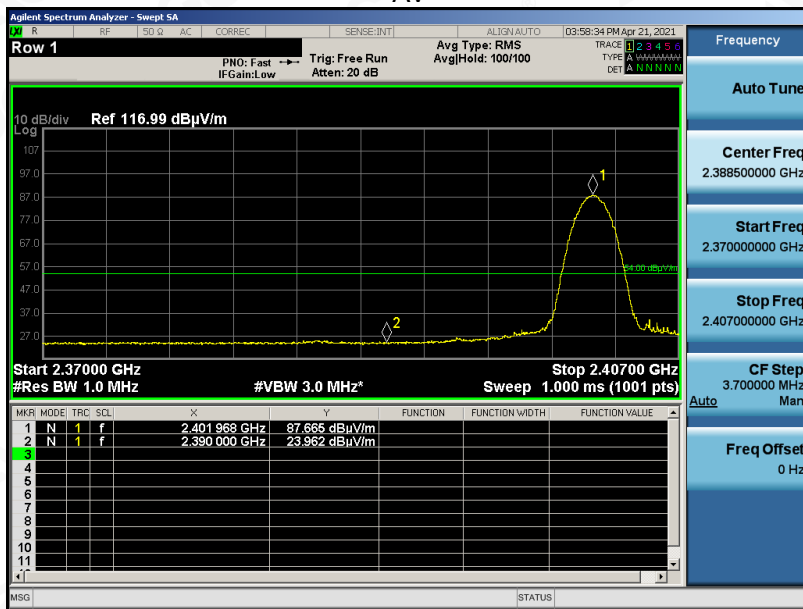 Agilent Spectrum Analyzer - Swept SA
LXI R RF 50 Ω AC CORREC SENSE:INT ALIGN AUTO 03:58:34 PM Apr 21, 2021
Row 1
PNO: Fast
IFGain:Low
Trig: Free Run
Atten: 20 dB
Avg Type: RMS
Avg|Hold: 100/100
TRACE 1 2 3 4 5 6
TYPE A WWWWW
DET A N N N N N
10 dB/div Ref 116.99 dBµV/m
Log
107
97.0
87.0
77.0
67.0
57.0
47.0
37.0
27.0
1
2
54.00 dBµV/m
Start 2.37000 GHz Stop 2.40700 GHz
#Res BW 1.0 MHz #VBW 3.0 MHz* Sweep 1.000 ms (1001 pts)
MKR MODE TRC SCL X Y FUNCTION FUNCTION WIDTH FUNCTION VALUE
1 N 1 f 2.401 968 GHz 87.665 dBµV/m
2 N 1 f 2.390 000 GHz 23.962 dBµV/m
3
4
5
6
7
8
9
10
11
MSG STATUS
Frequency
Auto Tune
Center Freq
2.388500000 GHz
Start Freq
2.370000000 GHz
Stop Freq
2.407000000 GHz
CF Step
3.700000 MHz
Auto Man
Freq Offset
0 Hz